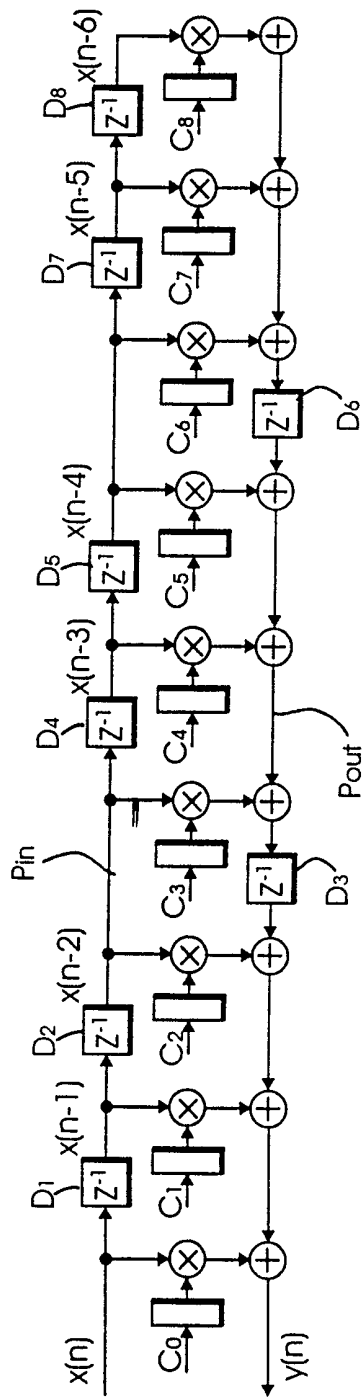 x(n)
D1
Z-1
x(n-1)
D2
Z-1
x(n-2)
Pin
D4
Z-1
x(n-3)
D5
Z-1
x(n-4)
D7
Z-1
x(n-5)
D8
Z-1
x(n-6)
C0
C1
C2
C3
C4
C5
C6
C7
C8
y(n)
Z-1
D3
Pout
Z-1
D6